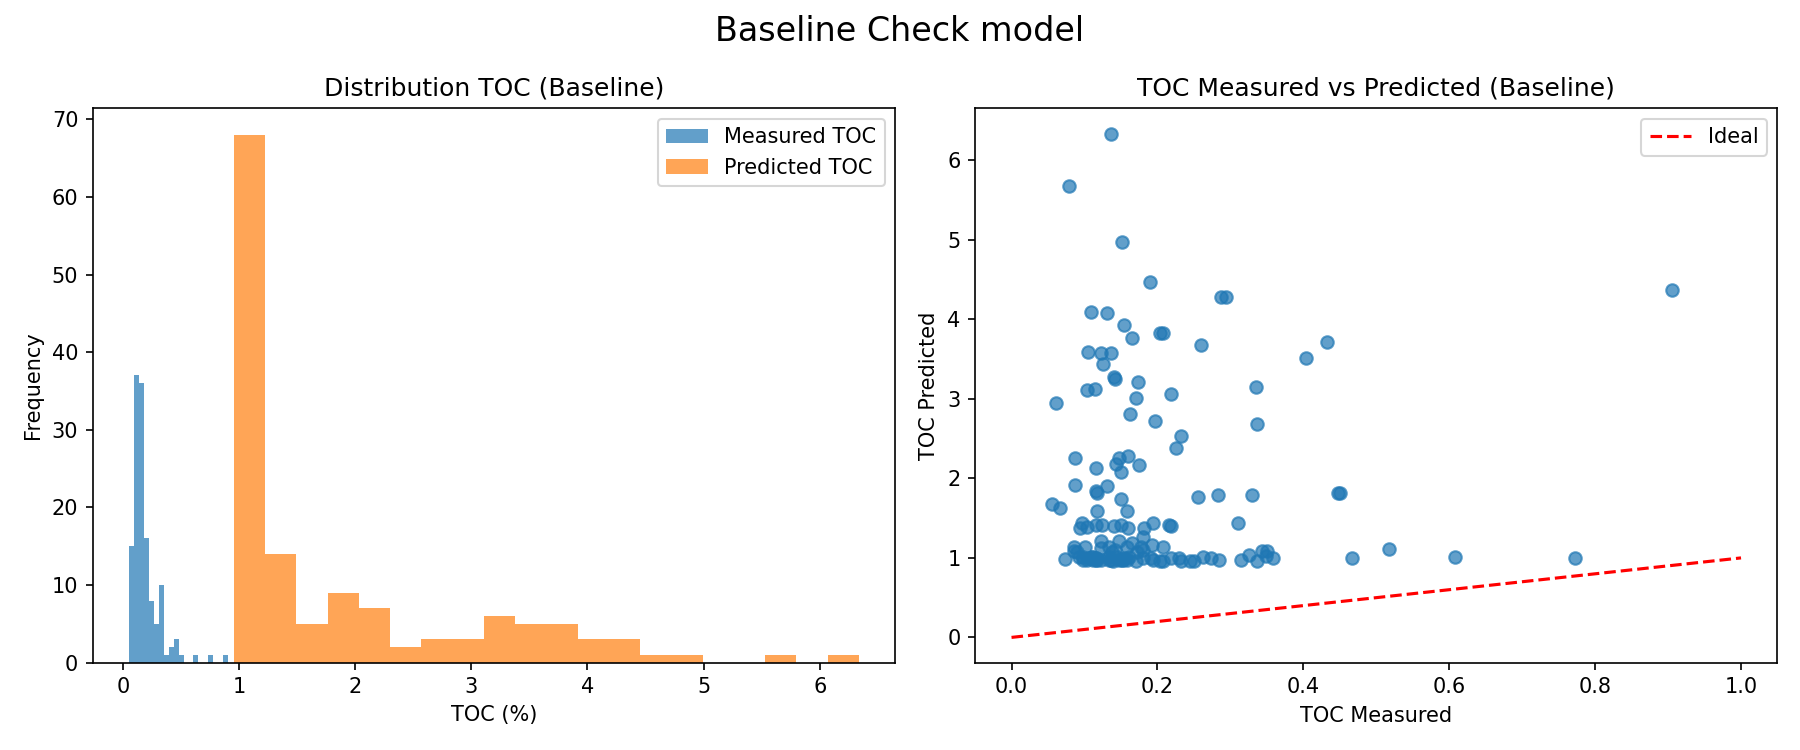 Baseline Check model
Distribution TOC (Baseline)
Frequency
70
60
50
40
30
20
10
0
Measured TOC
Predicted TOC
0 1 2 3 4 5 6
TOC (%)
TOC Measured vs Predicted (Baseline)
TOC Predicted
6
5
4
3
2
1
0
Ideal
0.0 0.2 0.4 0.6 0.8 1.0
TOC Measured